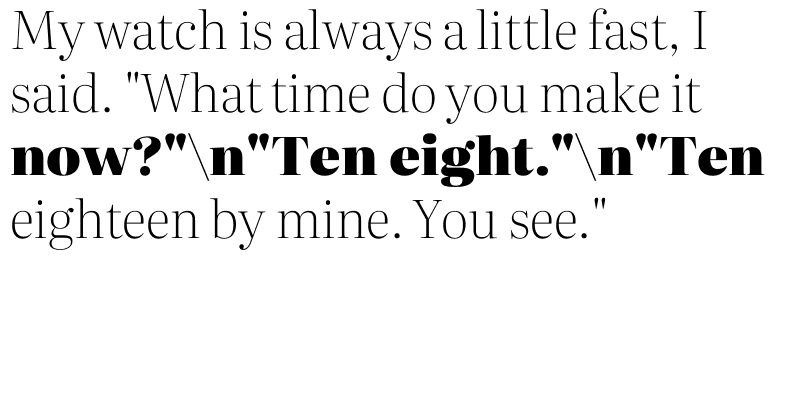 My watch is always a little fast, I
said. "What time do you make it
now?"\n"Ten eight."\n"Ten
eighteen by mine. You see."